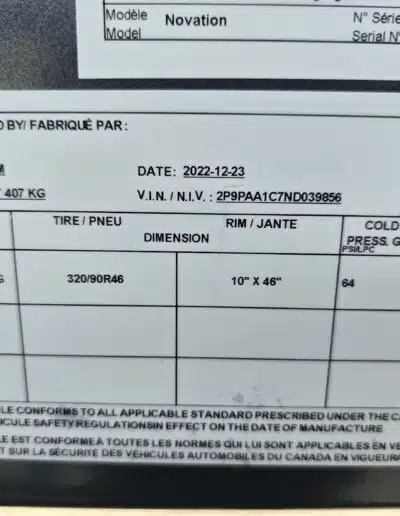 Modèle Novation N° Série
Model Serial N°
BY/ FABRIQUÉ PAR :
DATE: 2022-12-23
407 KG V.I.N. / N.I.V. : 2P9PAA1C7ND039856
TIRE / PNEU RIM / JANTE COLD
DIMENSION PRESS. G
PSI/LPC
320/90R46 10" X 46" 64
LE CONFORMS TO ALL APPLICABLE STANDARD PRESCRIBED UNDER THE CA
ICULE SAFETY REGULATIONSIN EFFECT ON THE DATE OF MANUFACTURE
LE EST CONFORME À TOUTES LES NORMES QUI LUI SONT APPLICABLES EN VE
T SUR LA SÉCURITÉ DES VÉHICULES AUTOMOBILES DU CANADA EN VIGUEUR